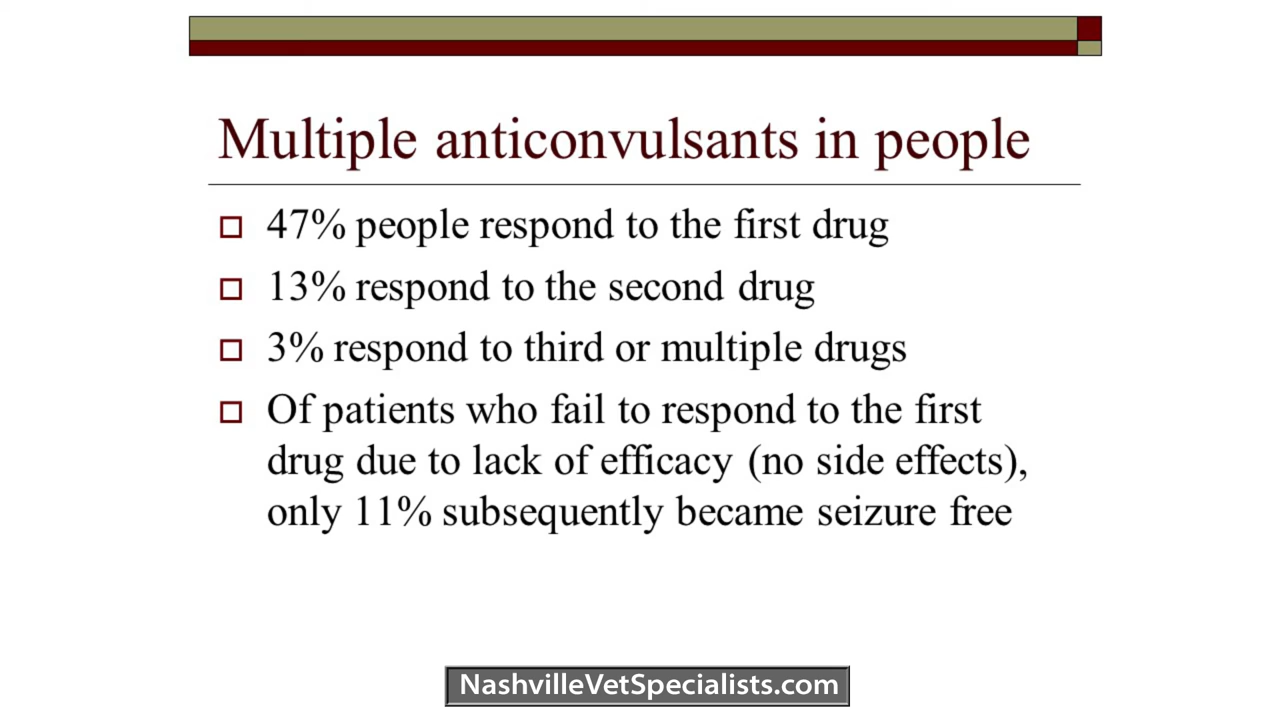 Multiple anticonvulsants in people
47% people respond to the first drug
13% respond to the second drug
3% respond to third or multiple drugs
Of patients who fail to respond to the first
drug due to lack of efficacy (no side effects),
only 11% subsequently became seizure free
NashvilleVetSpecialists.com